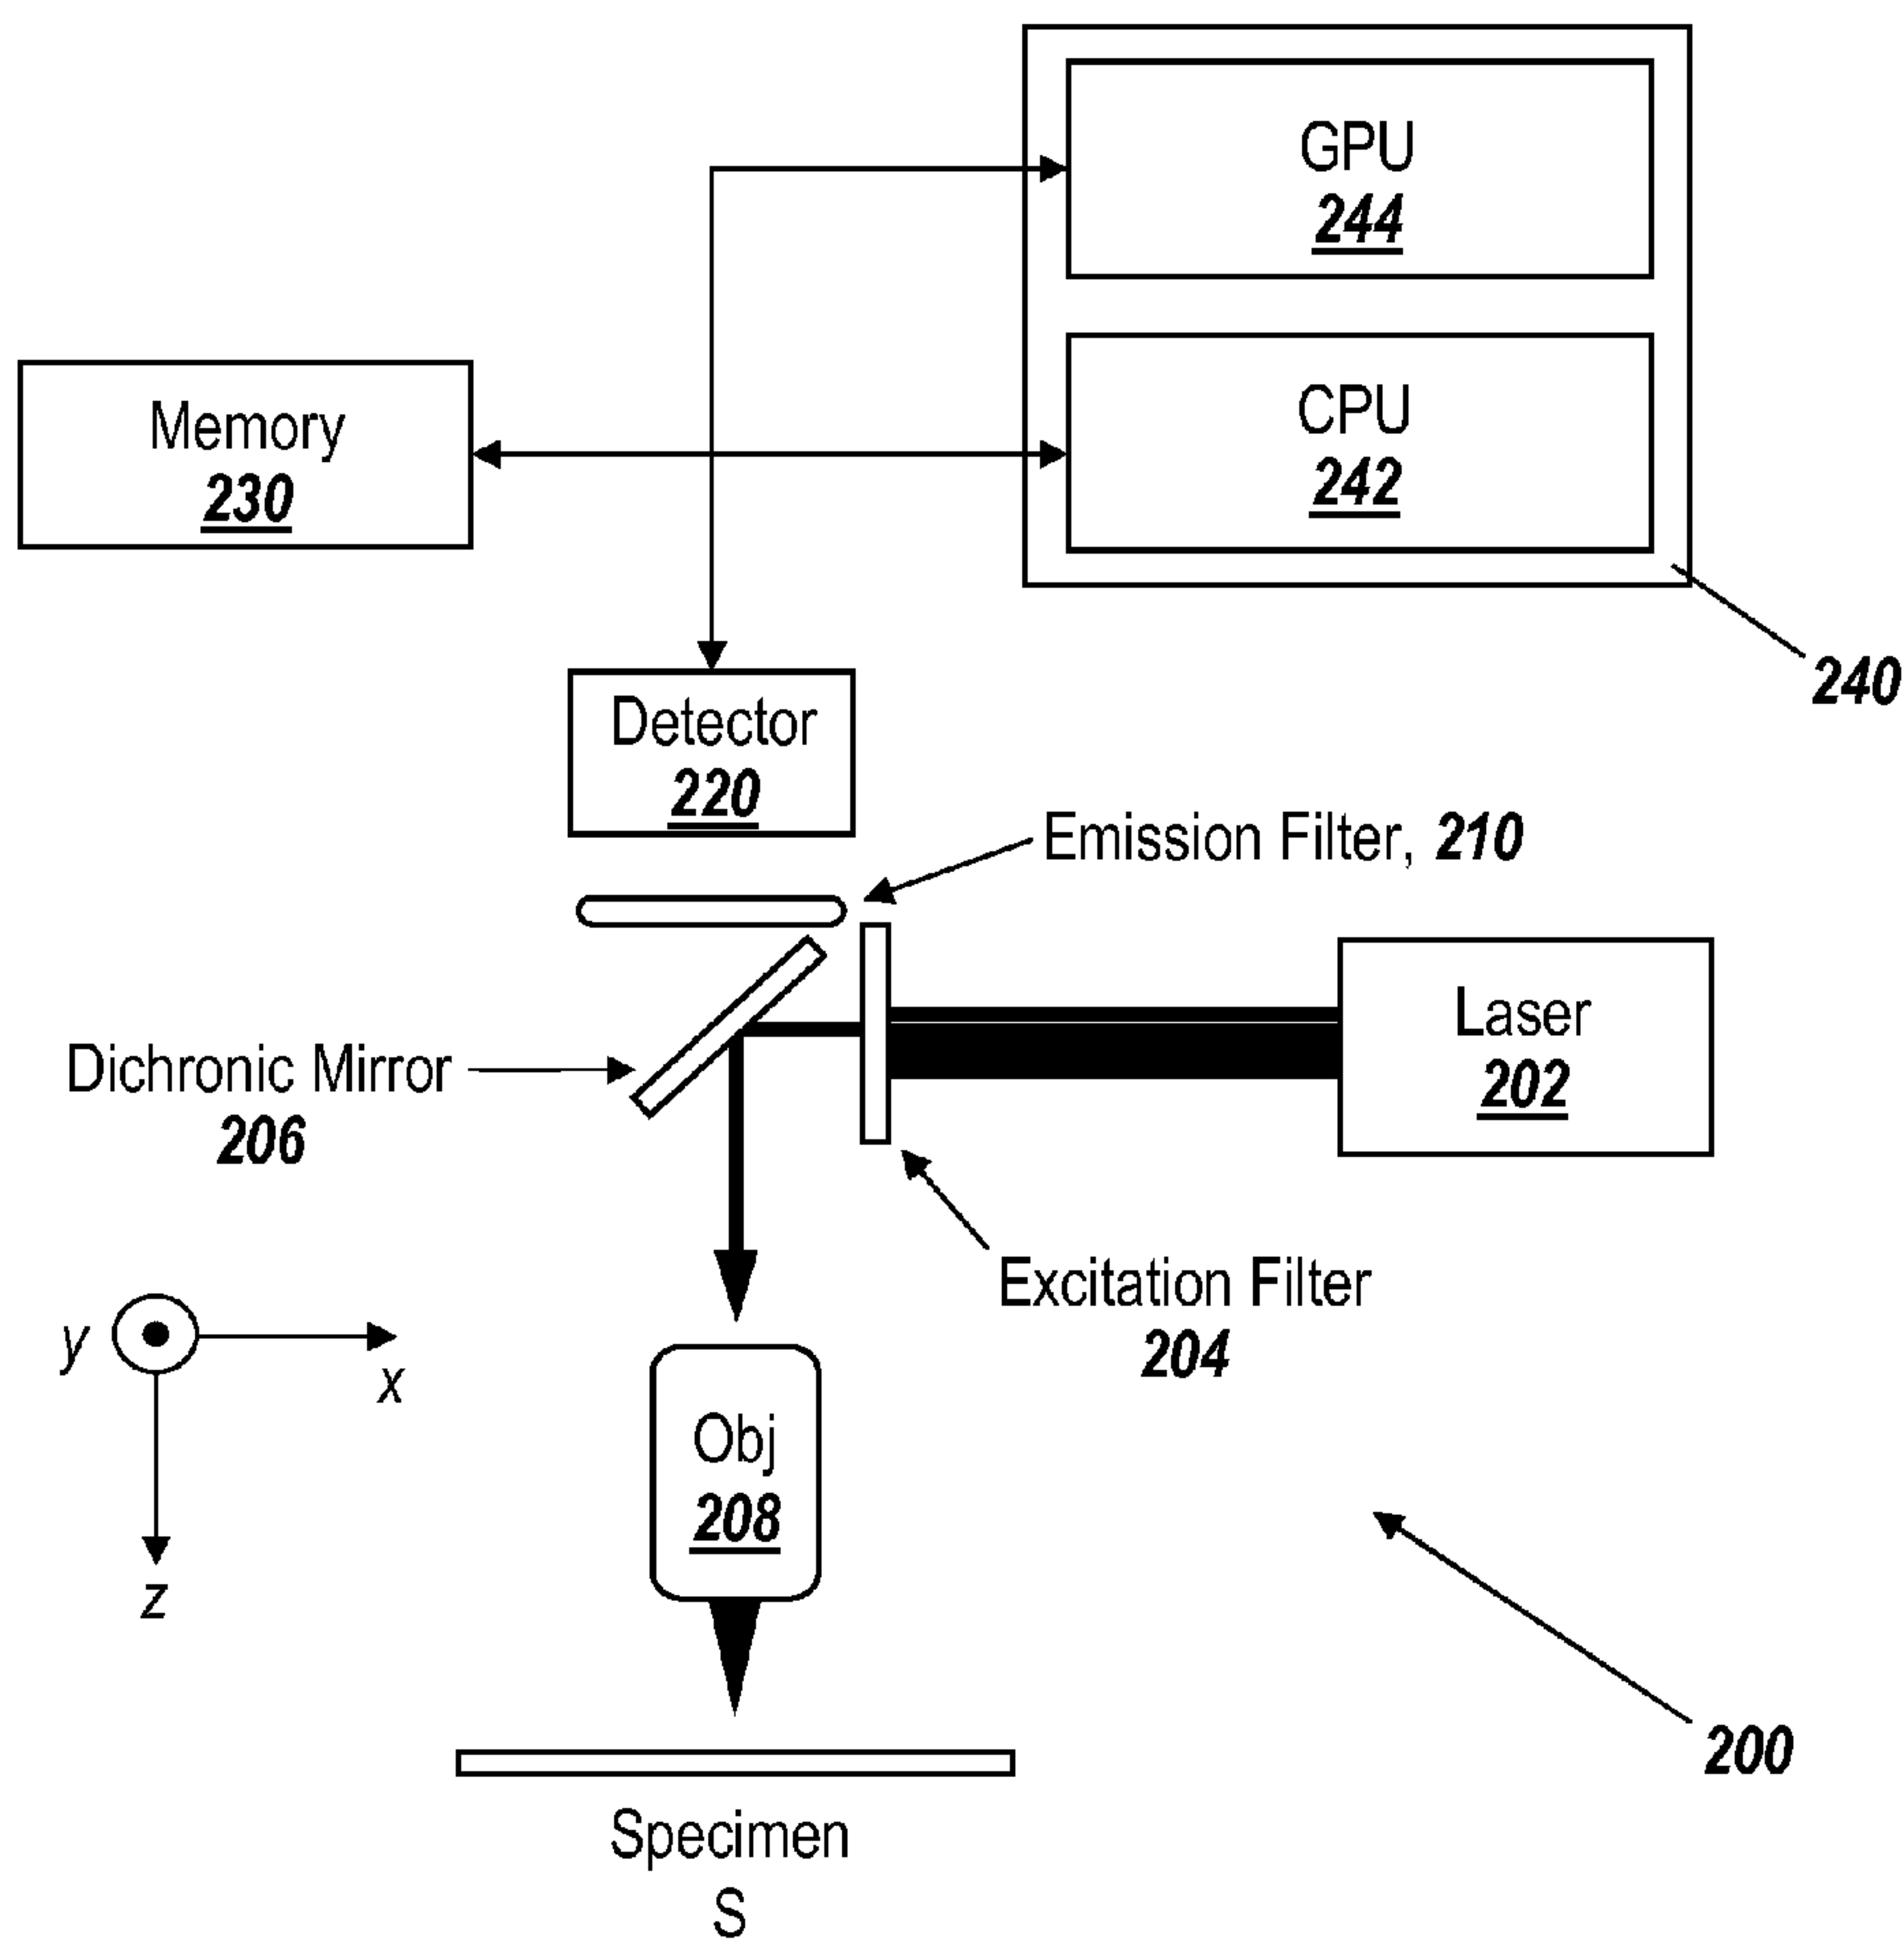 GPU
244
CPU
242
Memory
230
240
Detector
220
Emission Filter, 210
Laser
202
Dichronic Mirror
206
Excitation Filter
204
y
x
z
Obj
208
200
Specimen
S